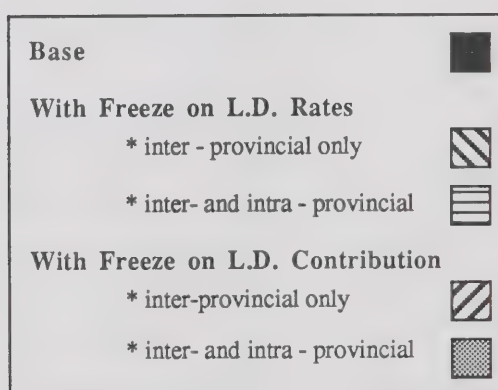 Base
With Freeze on L.D. Rates
* inter - provincial only
* inter- and intra - provincial
With Freeze on L.D. Contribution
* inter-provincial only
* inter- and intra - provincial